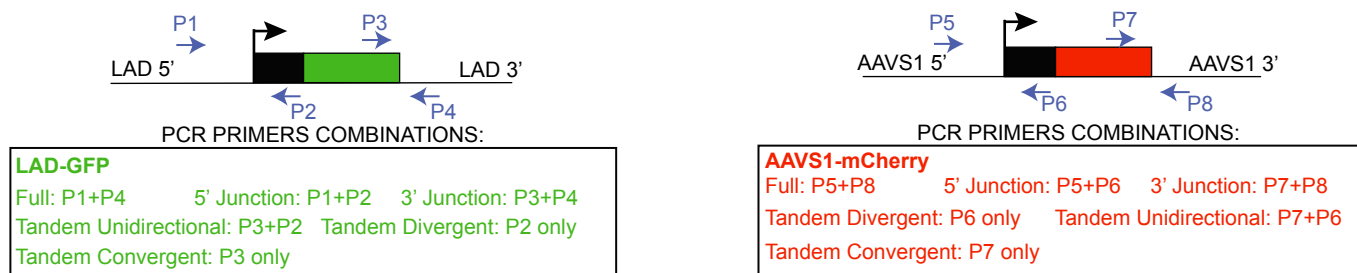 P1 P3
LAD 5’ LAD 3’
P2 P4
PCR PRIMERS COMBINATIONS:
LAD-GFP
Full: P1+P4 5’ Junction: P1+P2 3’ Junction: P3+P4
Tandem Unidirectional: P3+P2 Tandem Divergent: P2 only
Tandem Convergent: P3 only
P5 P7
AAVS1 5’ AAVS1 3’
P6 P8
PCR PRIMERS COMBINATIONS:
AAVS1-mCherry
Full: P5+P8 5’ Junction: P5+P6 3’ Junction: P7+P8
Tandem Divergent: P6 only Tandem Unidirectional: P7+P6
Tandem Convergent: P7 only